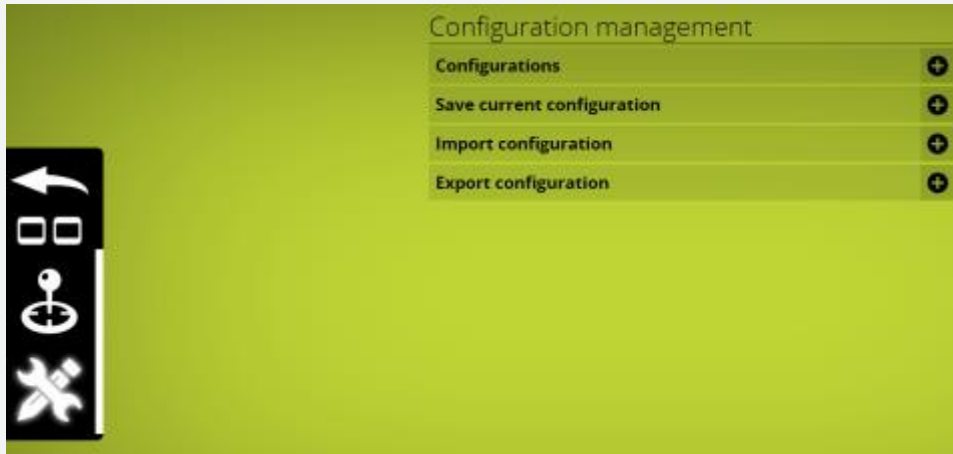 Configuration management
Configurations
Save current configuration
Import configuration
Export configuration